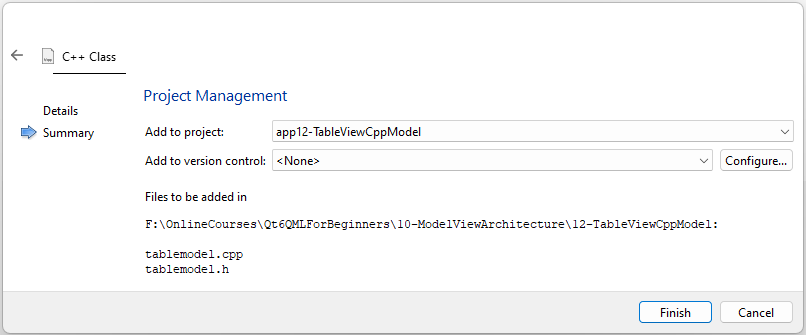 C++ Class
Project Management
Details
Summary
Add to project: app12-TableViewCppModel
Add to version control: <None> Configure...
Files to be added in
F:\OnlineCourses\Qt6QMLForBeginners\10-ModelViewArchitecture\12-TableViewCppModel:
tablemodel.cpp
tablemodel.h
Finish Cancel